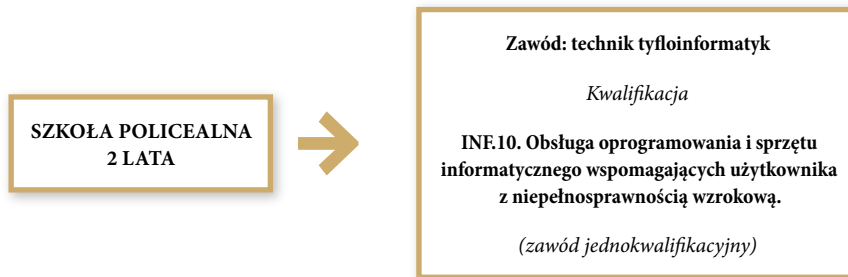 SZKOŁA POLICEALNA
2 LATA
Zawód: technik tyfloinformatyk
Kwalifikacja
INF.10. Obsługa oprogramowania i sprzętu
informatycznego wspomagających użytkownika
z niepełnosprawnością wzrokową.
(zawód jednokwalifikacyjny)